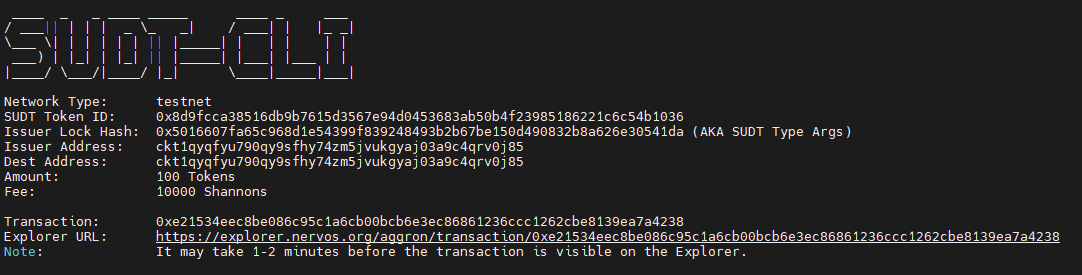 SUDT-CLI
Network Type: testnet
SUDT Token ID: 0x8d9fcca38516db9b7615d3567e94d0453683ab50b4f23985186221c6c54b1036
Issuer Lock Hash: 0x5016607fa65c968d1e54399f839248493b2b67be150d490832b8a626e30541da (AKA SUDT Type Args)
Issuer Address: ckt1qyqfyu790qy9sfhy74zm5jvukgyaj03a9c4qrv0j85
Dest Address: ckt1qyqfyu790qy9sfhy74zm5jvukgyaj03a9c4qrv0j85
Amount: 100 Tokens
Fee: 10000 Shannons
Transaction: 0xe21534eec8be086c95c1a6cb00bcb6e3ec86861236ccc1262cbe8139ea7a4238
Explorer URL: https://explorer.nervos.org/aggron/transaction/0xe21534eec8be086c95c1a6cb00bcb6e3ec86861236ccc1262cbe8139ea7a4238
Note: It may take 1-2 minutes before the transaction is visible on the Explorer.